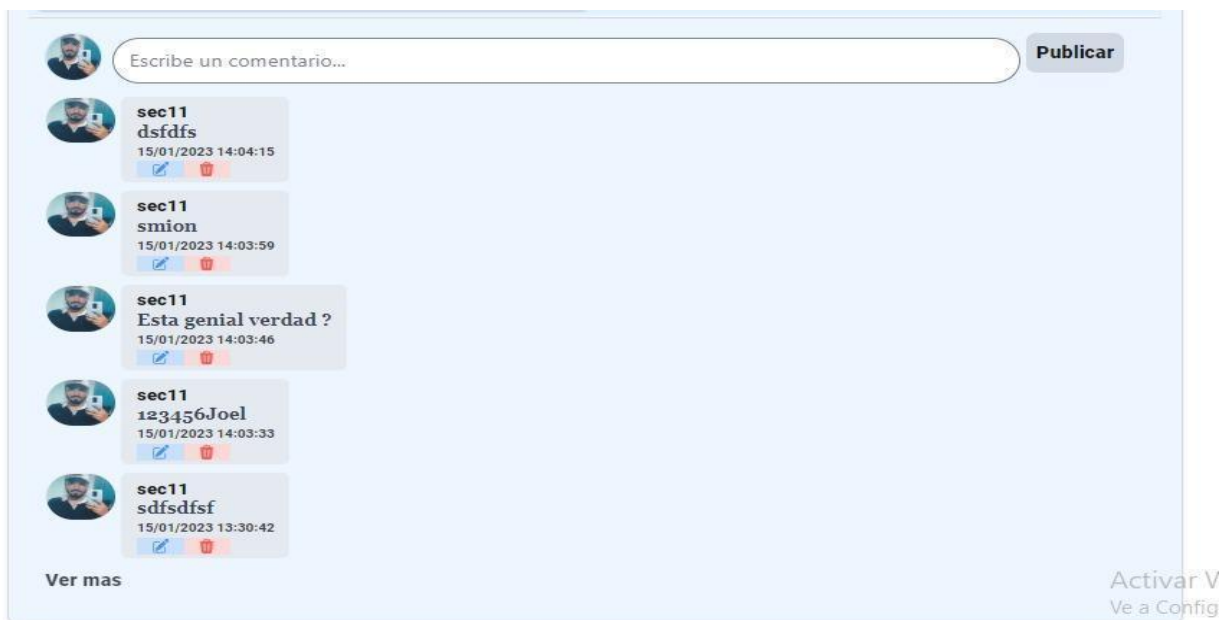 Escribe un comentario...
Publicar
sec11
dsfdfs
15/01/2023 14:04:15
sec11
smion
15/01/2023 14:03:59
sec11
Esta genial verdad ?
15/01/2023 14:03:46
sec11
123456Joel
15/01/2023 14:03:33
sec11
sdfsdfsf
15/01/2023 13:30:42
Ver mas
Activar V
Ve a Config